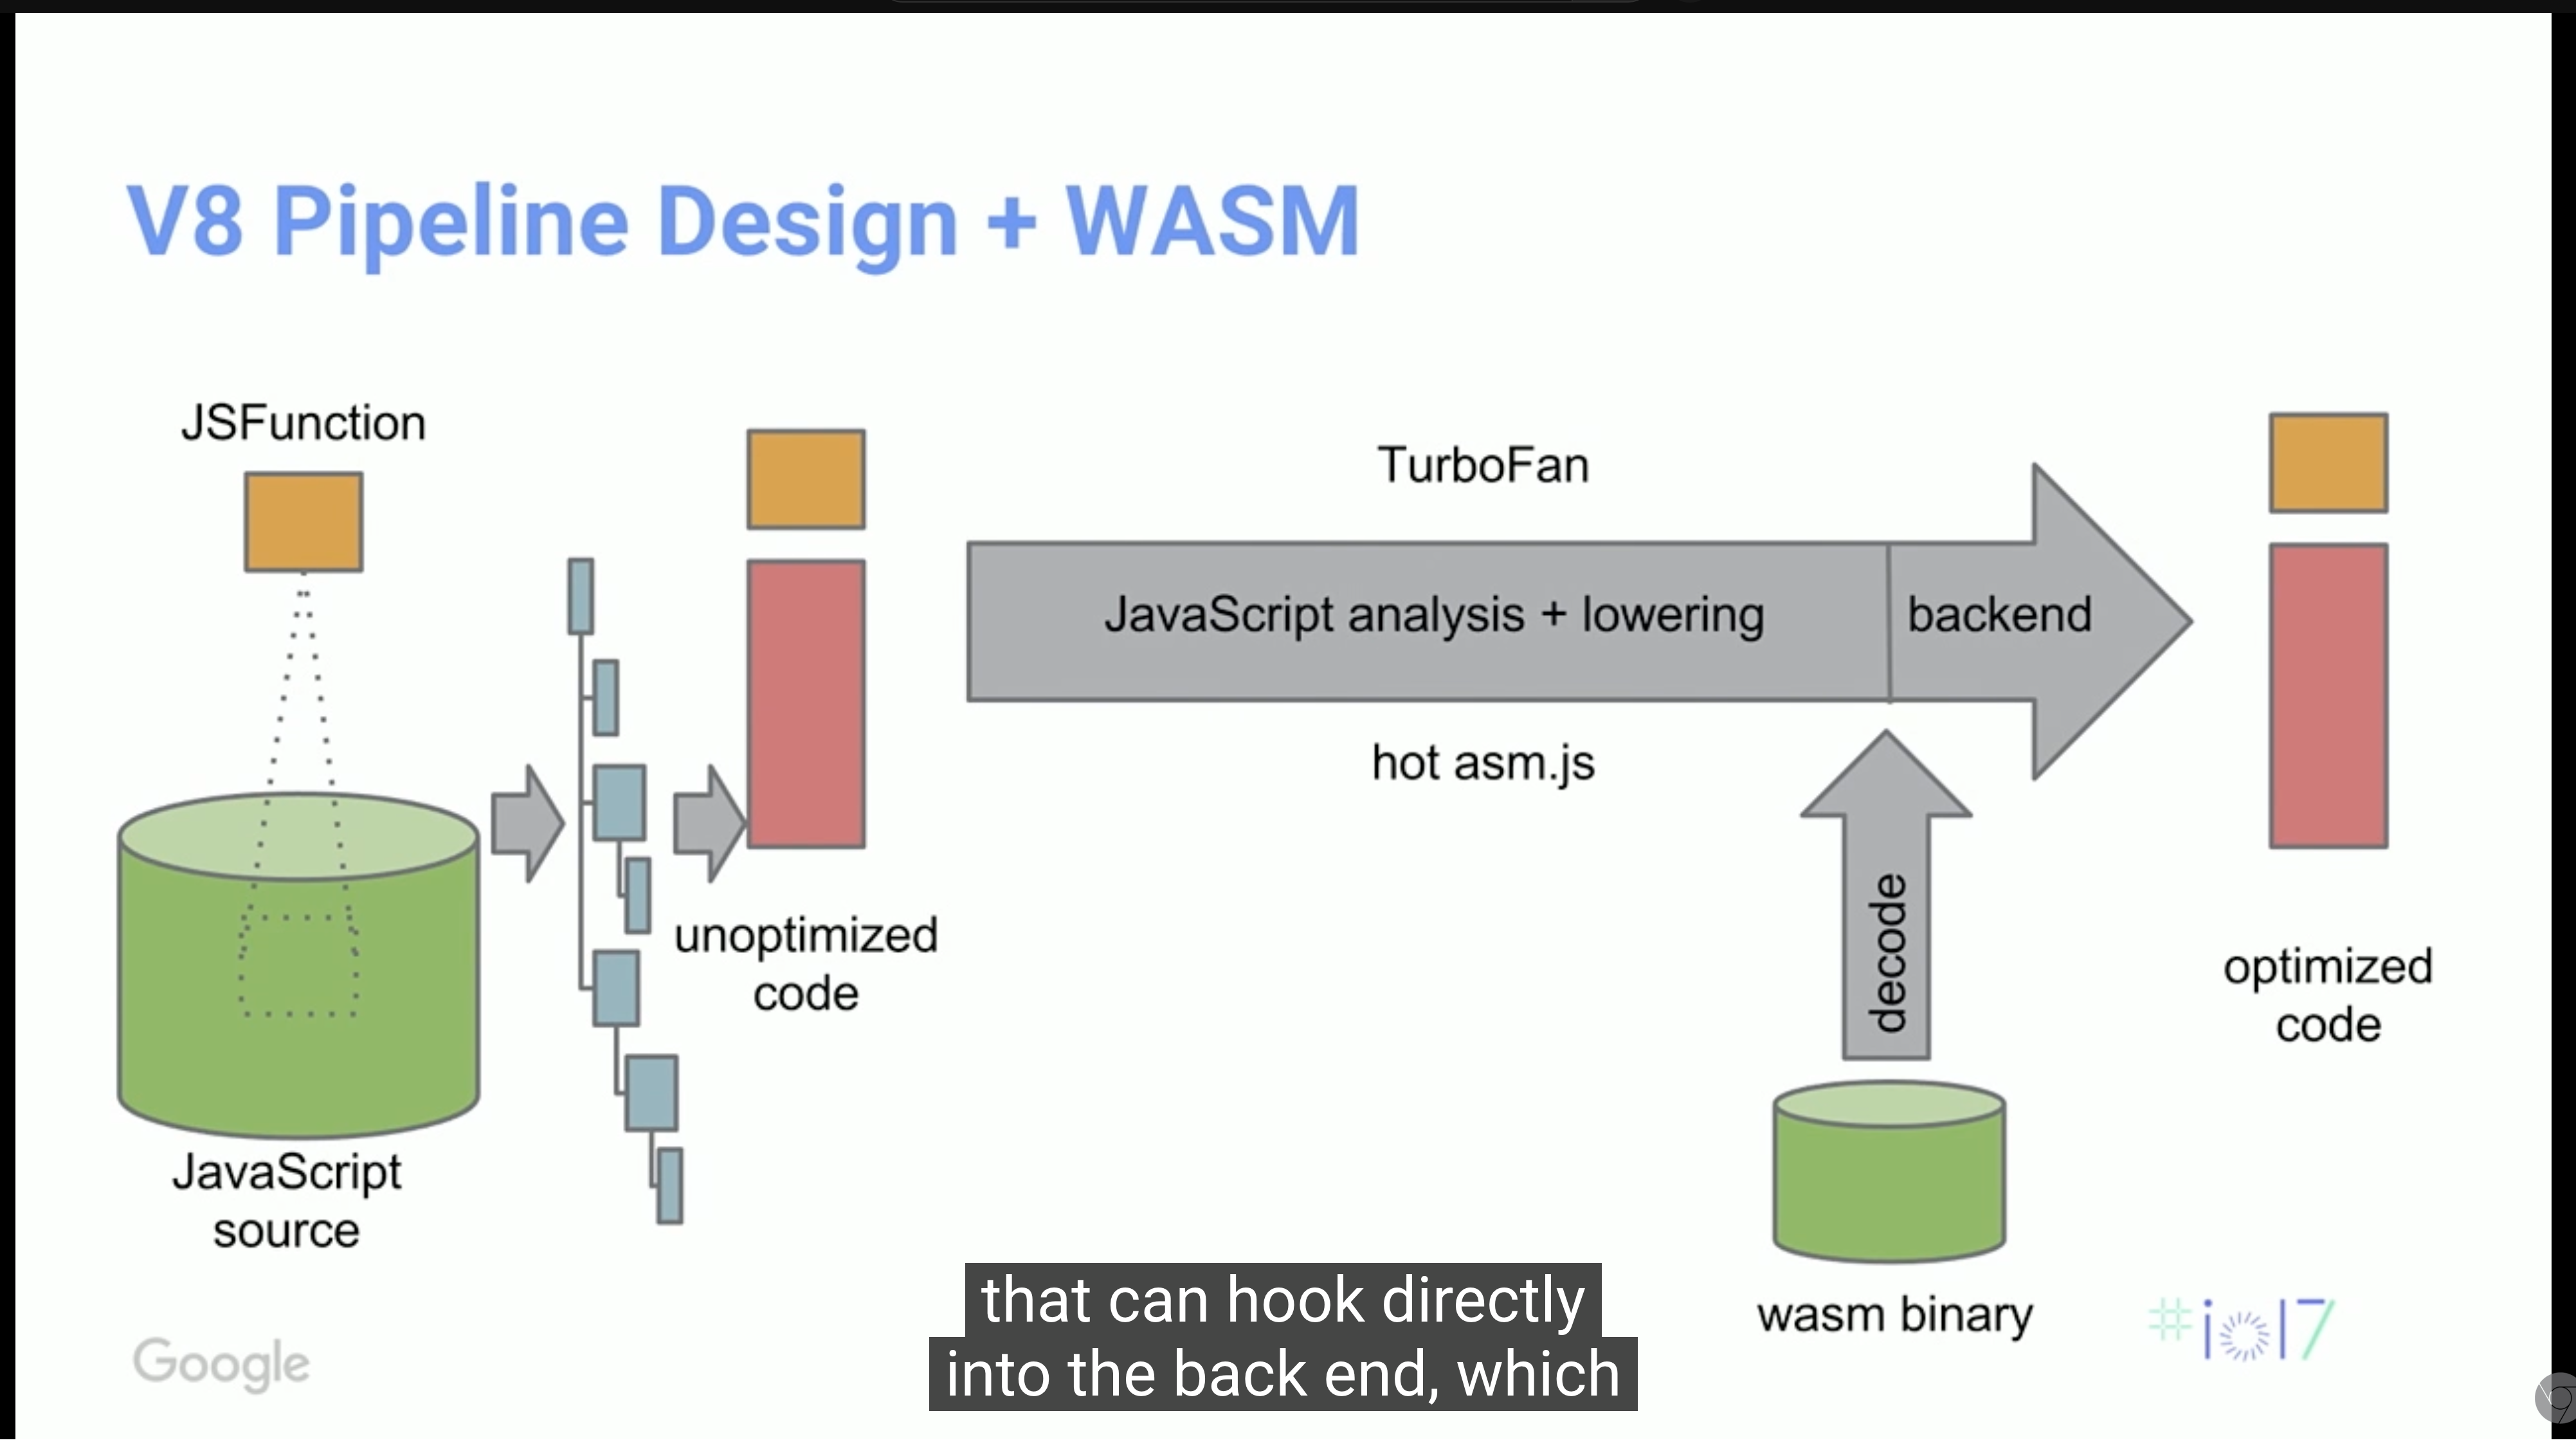 V8 Pipeline Design + WASM
JSFunction
TurboFan
JavaScript analysis + lowering
backend
hot asm.js
unoptimized
code
decode
optimized
code
JavaScript
source
wasm binary
that can hook directly
into the back end, which
Google
#io17